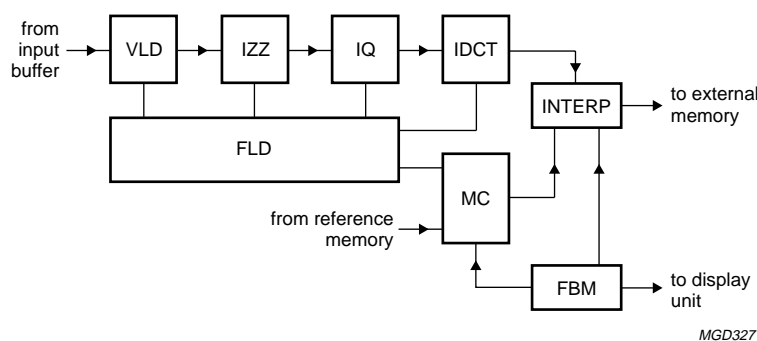 from
input
buffer
VLD
IZZ
IQ
IDCT
INTERP
to external
memory
FLD
MC
from reference
memory
FBM
to display
unit
MGD327